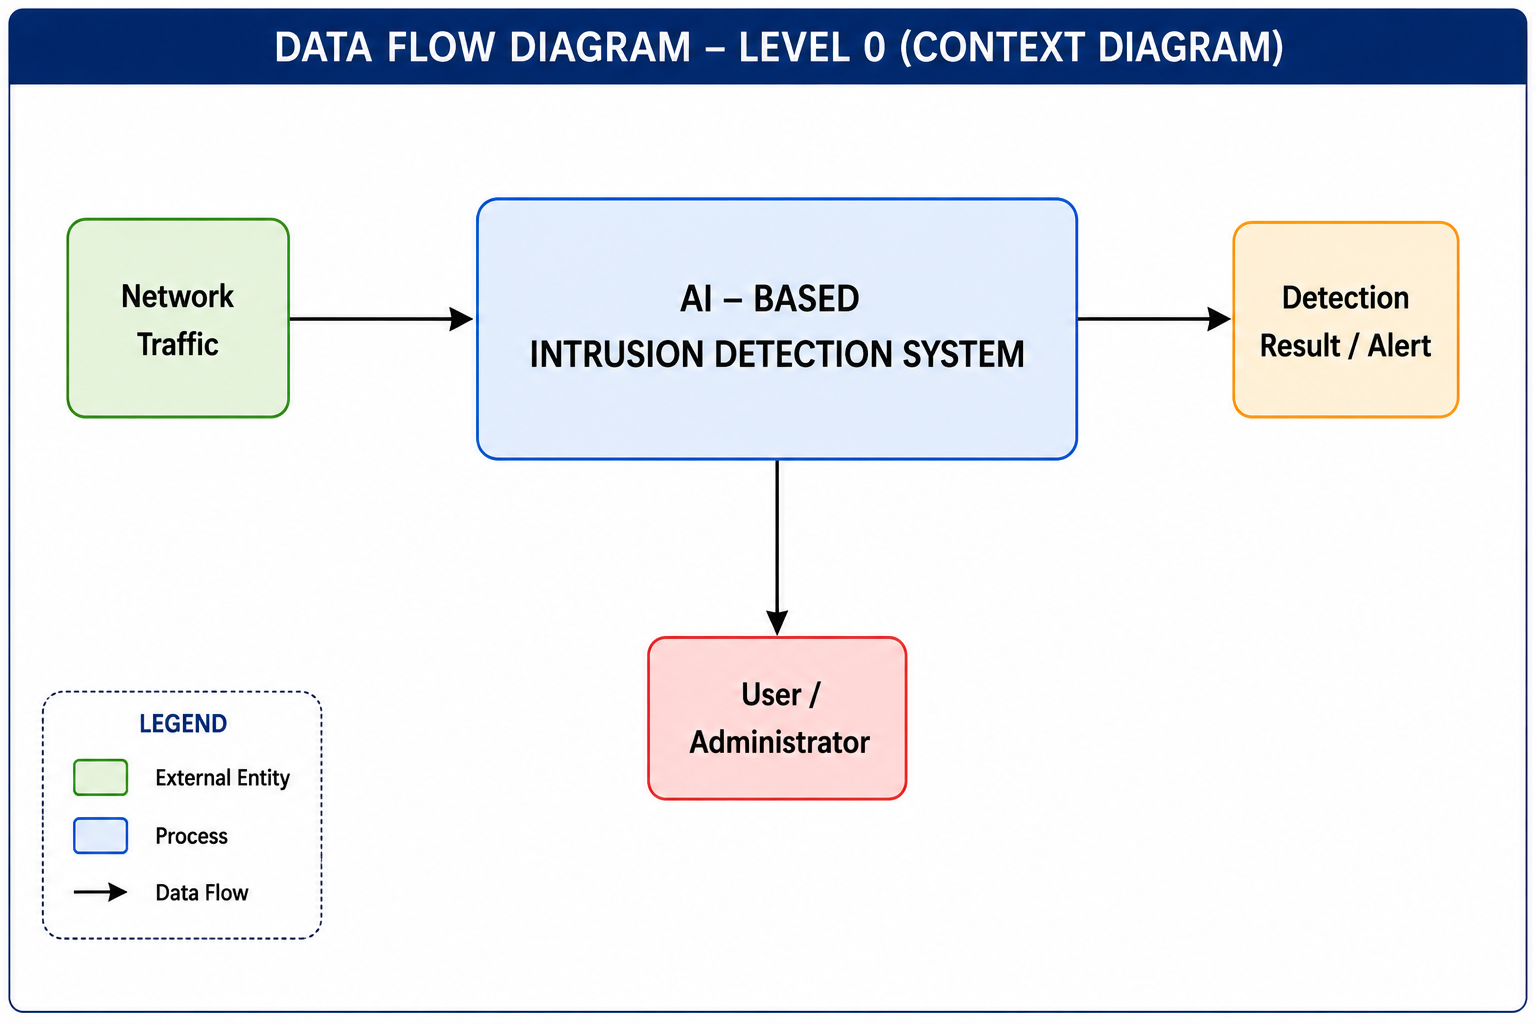 DATA FLOW DIAGRAM – LEVEL 0 (CONTEXT DIAGRAM)
Network
Traffic
AI – BASED
INTRUSION DETECTION SYSTEM
Detection
Result / Alert
User /
Administrator
LEGEND
External Entity
Process
Data Flow